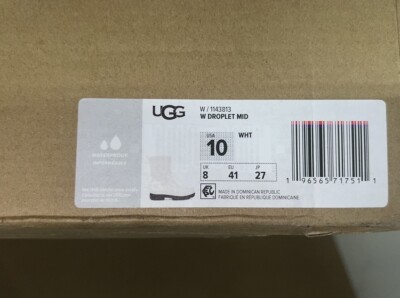 UGG
W / 1143813
W DROPLET MID
USA
10
WHT
UK EU JP
8 41 27
MADE IN DOMINICAN REPUBLIC
FABRIQUÉ EN RÉPUBLIQUE DOMINICAINE
1 96565 71751 1